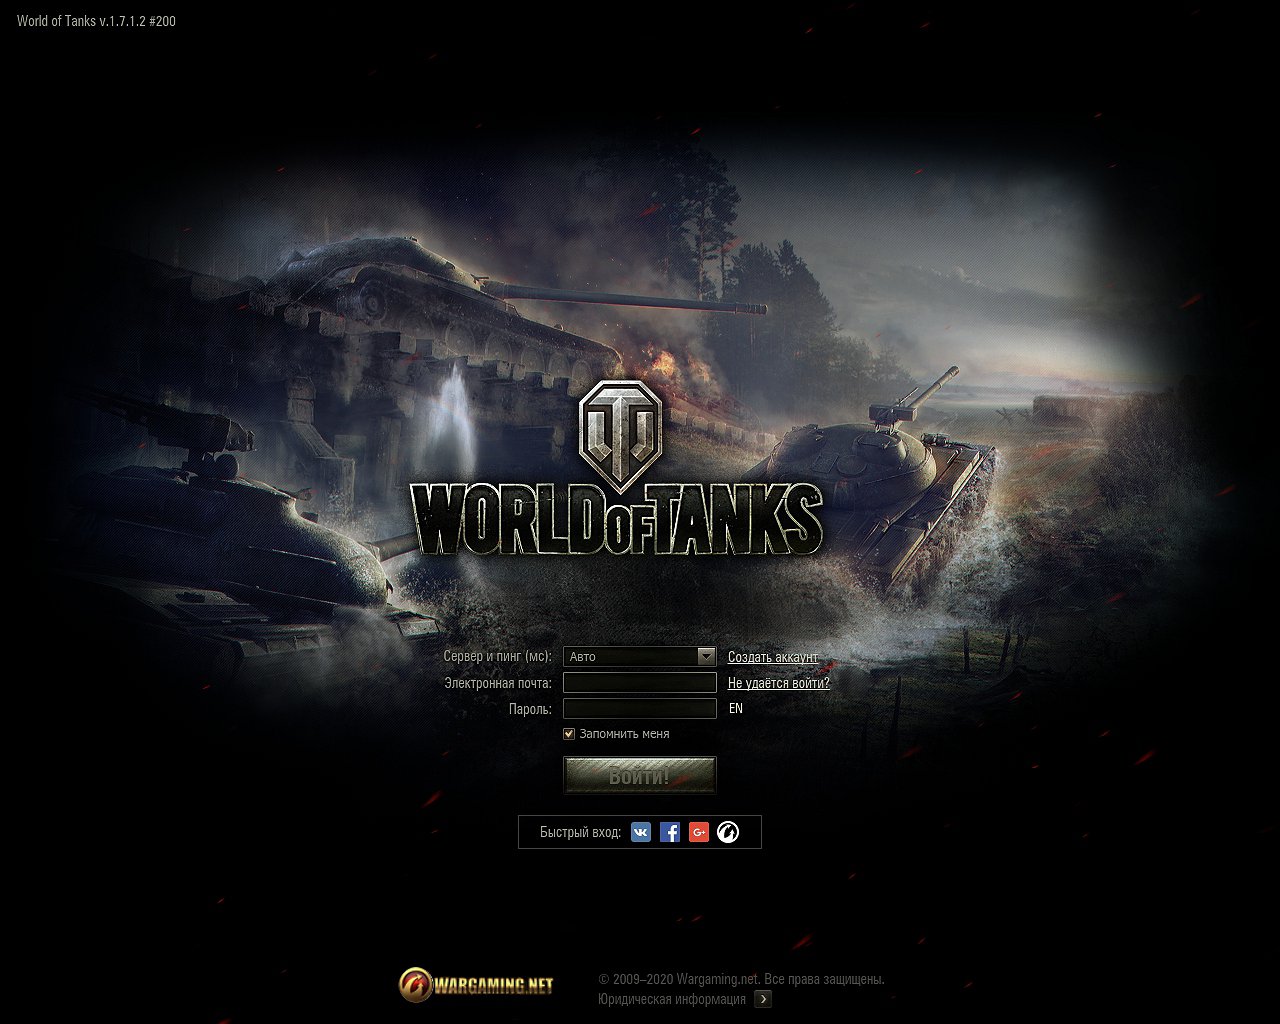 World of Tanks v.1.7.1.2 #200
WORLD OF TANKS
Сервер и пинг (мс): Авто Создать аккаунт
Электронная почта: Не удаётся войти?
Пароль: EN
Запомнить меня
Войти!
Быстрый вход:
WARGAMING.NET
© 2009–2020 Wargaming.net. Все права защищены.
Юридическая информация